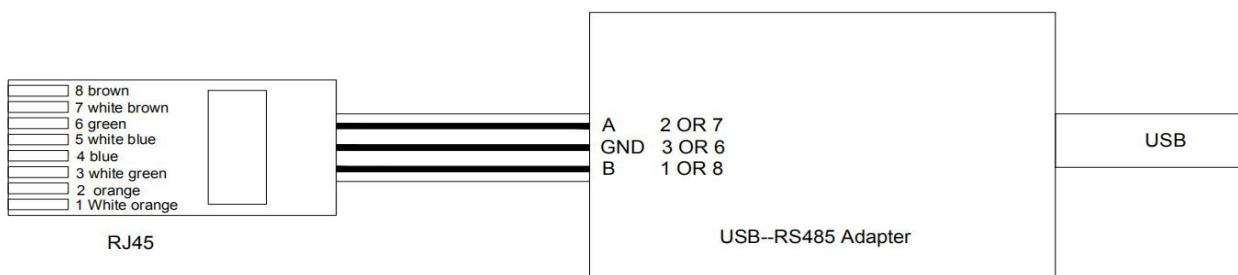 8 brown
7 white brown
6 green
5 white blue
4 blue
3 white green
2 orange
1 White orange
RJ45
A 2 OR 7
GND 3 OR 6
B 1 OR 8
USB--RS485 Adapter
USB